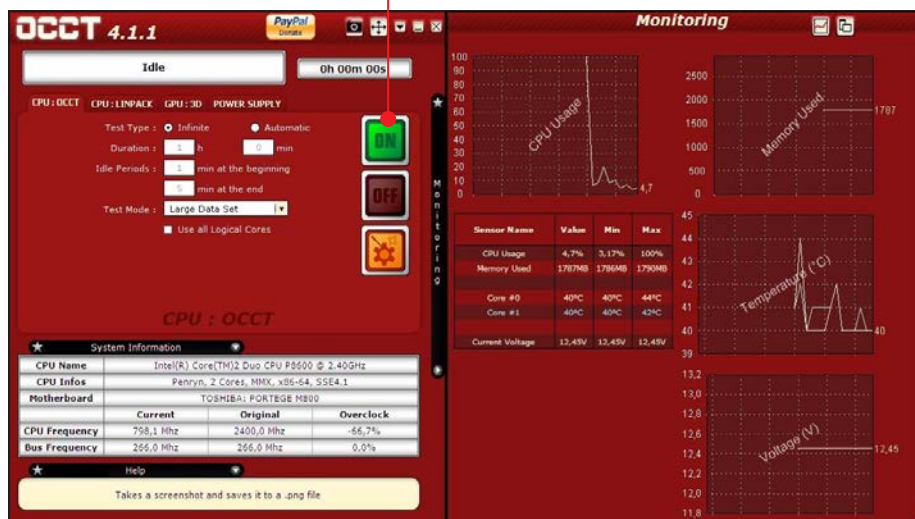 OCCT 4.1.1
PayPal
Donate
Idle
0h 00m 00s
CPU:OCCT CPU:LINPACK GPU:3D POWER SUPPLY
Test Type : Infinite Automatic
Duration : 1 h 0 min
Idle Periods : 1 min at the beginning
5 min at the end
Test Mode : Large Data Set
Use all Logical Cores
ON
OFF
CPU : OCCT
System Information
CPU Name Intel(R) Core(TM)2 Duo CPU P8600 @ 2.40GHz
CPU Infos Penryn, 2 Cores, MMX, x86-64, SSE4.1
Motherboard TOSHIBA: PORTEGE M800
Current Original Overclock
CPU Frequency 798,1 Mhz 2400,0 Mhz -66,7%
Bus Frequency 266,0 Mhz 266,0 Mhz 0,0%
Help
Takes a screenshot and saves it to a .png file
Monitoring
Monitoring
100
90
80
70
60
50
40
30
20
10
0
CPU Usage
4,7
2500
2000
1500
1000
500
0
Memory Used
1787
Sensor Name Value Min Max
CPU Usage 4,7% 3,17% 100%
Memory Used 1787MB 1786MB 1790MB
Core #0 40ºC 40ºC 44ºC
Core #1 40ºC 40ºC 42ºC
Current Voltage 12,45V 12,45V 12,45V
45
44
43
42
41
40
39
Temperature (°C)
40
13,2
13,0
12,8
12,6
12,4
12,2
12,0
11,8
Voltage (V)
12,45